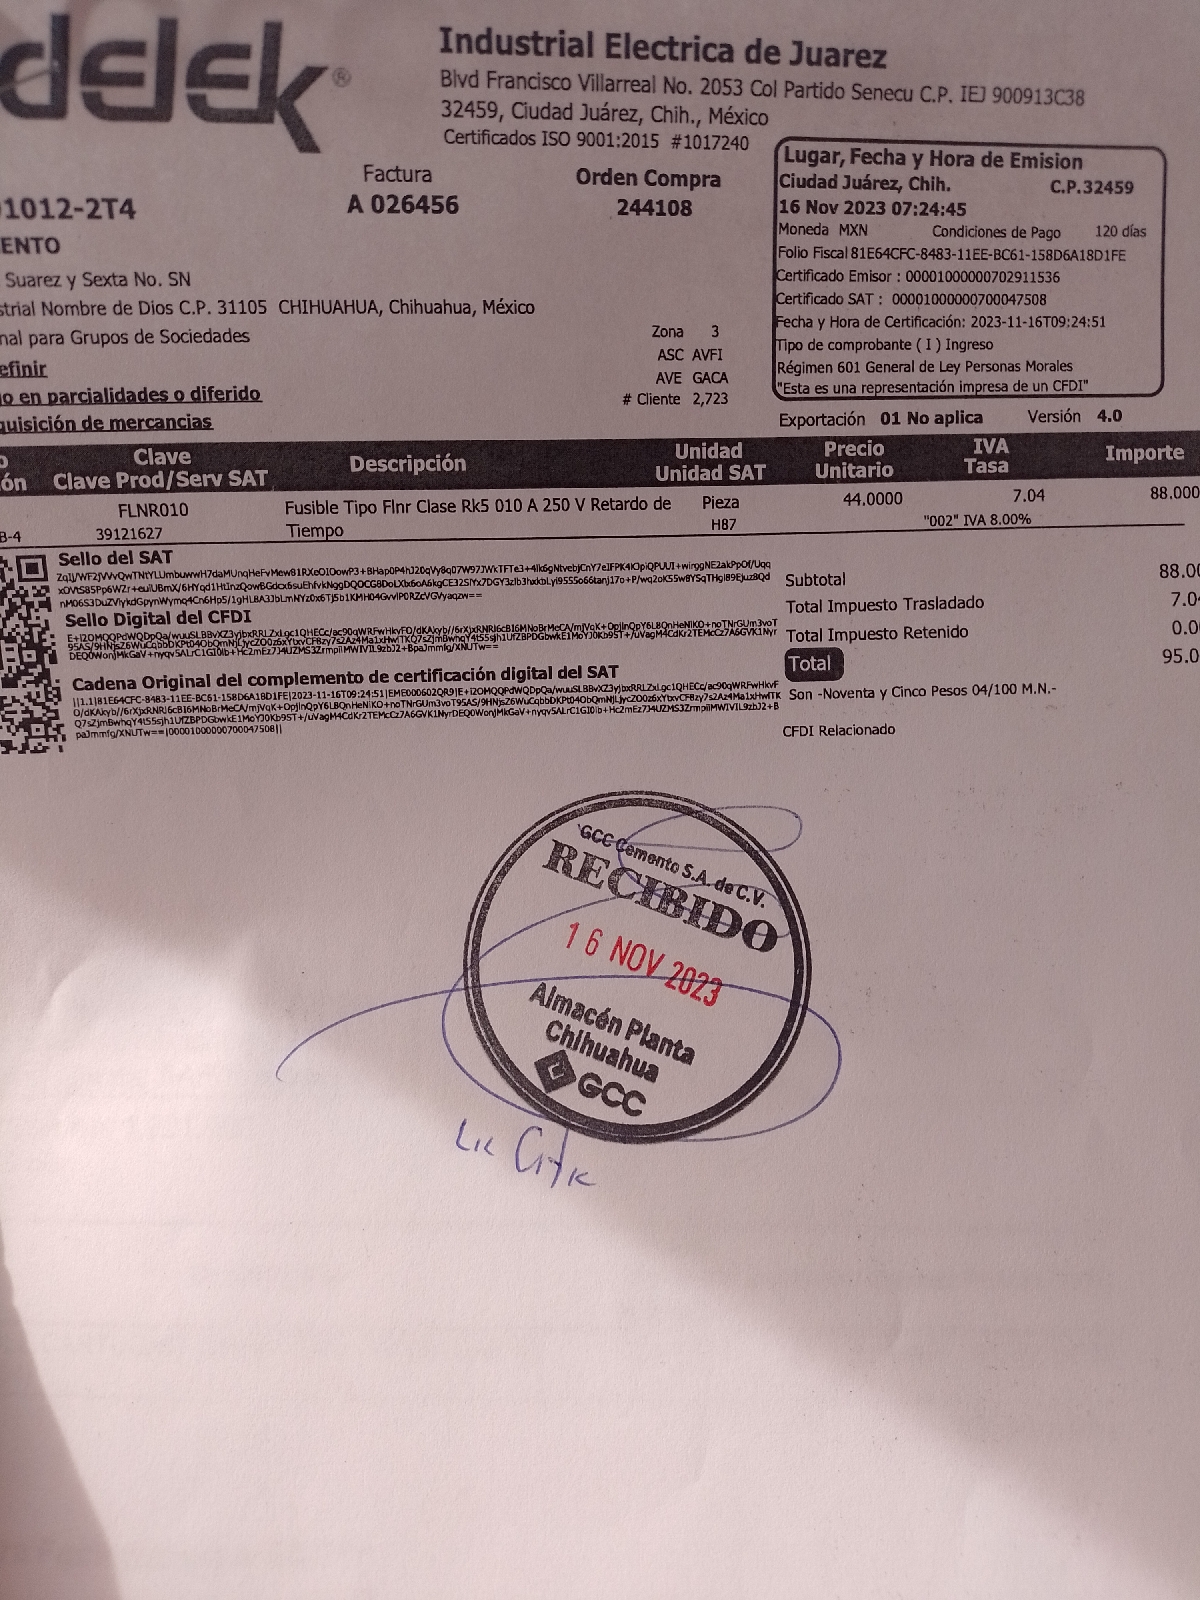 delek®
Industrial Electrica de Juarez
Blvd Francisco Villarreal No. 2053 Col Partido Senecu C.P. IEJ 900913C38
32459, Ciudad Juárez, Chih., México
Certificados ISO 9001:2015 #1017240
Factura
A 026456
Orden Compra
244108
Lugar, Fecha y Hora de Emision
Ciudad Juárez, Chih. C.P.32459
16 Nov 2023 07:24:45
Moneda MXN Condiciones de Pago 120 días
Folio Fiscal 81E64CFC-8483-11EE-BC61-158D6A18D1FE
Certificado Emisor : 00001000000702911536
Certificado SAT : 00001000000700047508
Fecha y Hora de Certificación: 2023-11-16T09:24:51
Tipo de comprobante ( I ) Ingreso
Régimen 601 General de Ley Personas Morales
"Esta es una representación impresa de un CFDI"
1012-2T4
ENTO
Suarez y Sexta No. SN
strial Nombre de Dios C.P. 31105 CHIHUAHUA, Chihuahua, México
nal para Grupos de Sociedades
efinir
o en parcialidades o diferido
quisición de mercancias
Zona 3
ASC AVFI
AVE GACA
# Cliente 2,723
Exportación 01 No aplica Versión 4.0
ón
Clave
Clave Prod/Serv SAT
Descripción
Unidad
Unidad SAT
Precio
Unitario
IVA
Tasa
Importe
B-4
FLNR010
39121627
Fusible Tipo Flnr Clase Rk5 010 A 250 V Retardo de
Tiempo
Pieza
H87
44.0000
7.04
"002" IVA 8.00%
88.000
Sello del SAT
Sello Digital del CFDI
Cadena Original del complemento de certificación digital del SAT
Subtotal 88.00
Total Impuesto Trasladado 7.04
Total Impuesto Retenido 0.0
Total 95.0
Son -Noventa y Cinco Pesos 04/100 M.N.-
CFDI Relacionado
GCC Cemento S.A. de C.V.
RECIBIDO
16 NOV 2023
Almacén Planta
Chihuahua
GCC